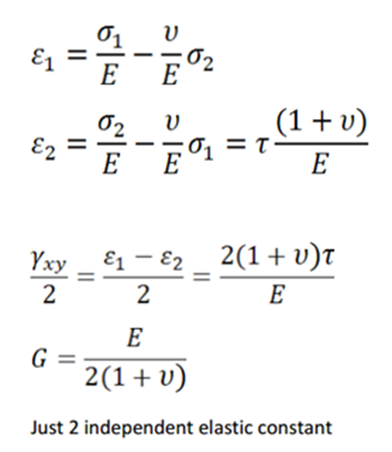 ε₁ = σ₁/E − υ/E σ₂
ε₂ = σ₂/E − υ/E σ₁ = τ (1 + υ)/E
γxy/2 = (ε₁ − ε₂)/2 = 2(1 + υ)τ/E
G = E/2(1 + υ)
Just 2 independent elastic constant